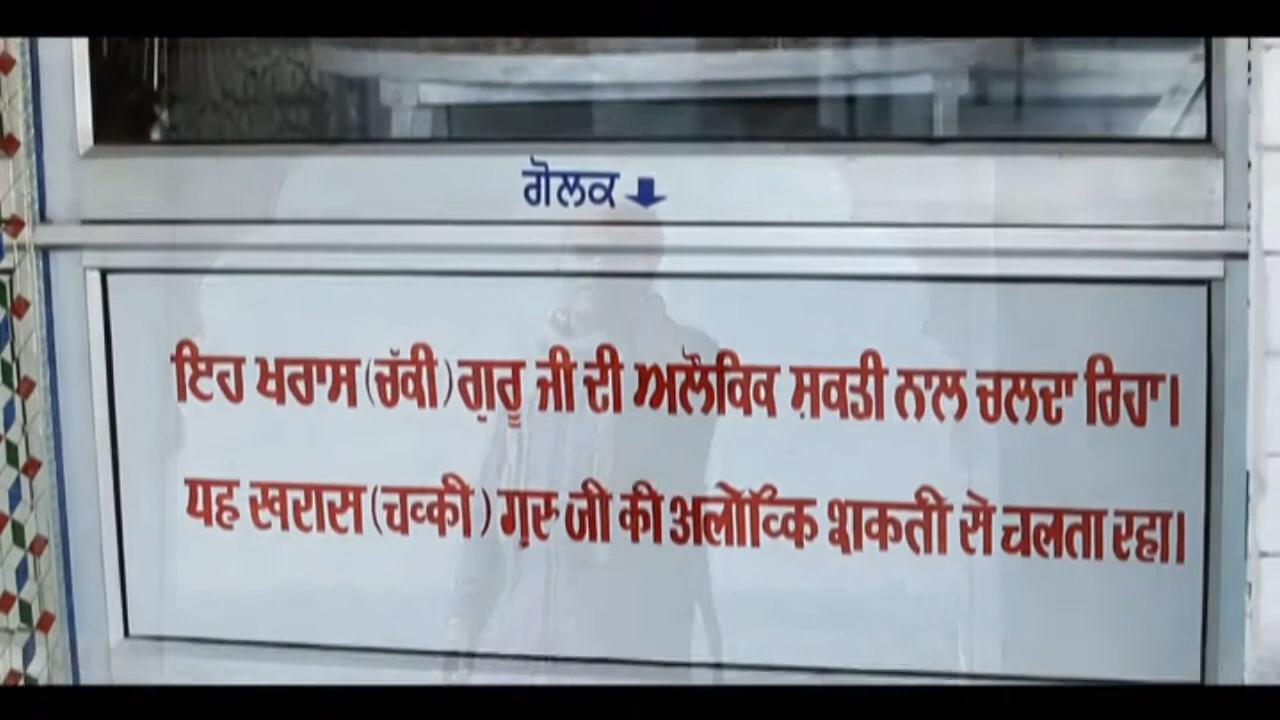 ਗੋਲਕ
ਇਹ ਖਰਾਸ (ਚੱਕੀ) ਗੁਰੂ ਜੀ ਦੀ ਅਲੌਕਿਕ ਸ਼ਕਤੀ ਨਾਲ ਚਲਦਾ ਰਿਹਾ।
यह खरास (चक्की) गुरु जी की अलोक्कि शकती से चलता रहा।